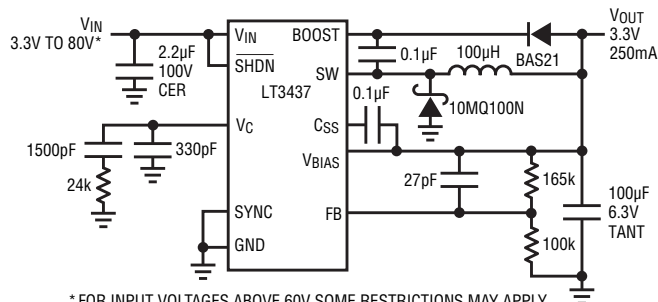 VIN
3.3V TO 80V*
2.2µF
100V
CER
VIN
SHDN
LT3437
BOOST
SW
0.1µF
100µH
BAS21
VOUT
3.3V
250mA
10MQ100N
0.1µF
CSS
VC
1500pF
330pF
24k
VBIAS
27pF
165k
100µF
6.3V
TANT
SYNC
FB
GND
100k
* FOR INPUT VOLTAGES ABOVE 60V SOME RESTRICTIONS MAY APPLY